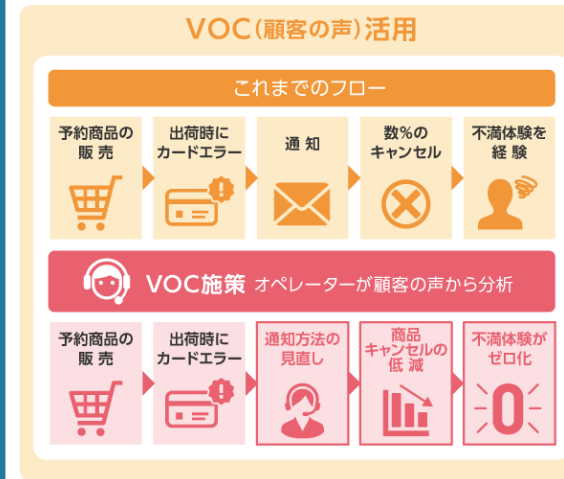 VOC(顧客の声)活用
これまでのフロー
予約商品の
販売
出荷時に
カードエラー
通知
数%の
キャンセル
不満体験を
経験
VOC施策 オペレーターが顧客の声から分析
予約商品の
販売
出荷時に
カードエラー
通知方法の
見直し
商品
キャンセルの
低減
不満体験が
ゼロ化
0